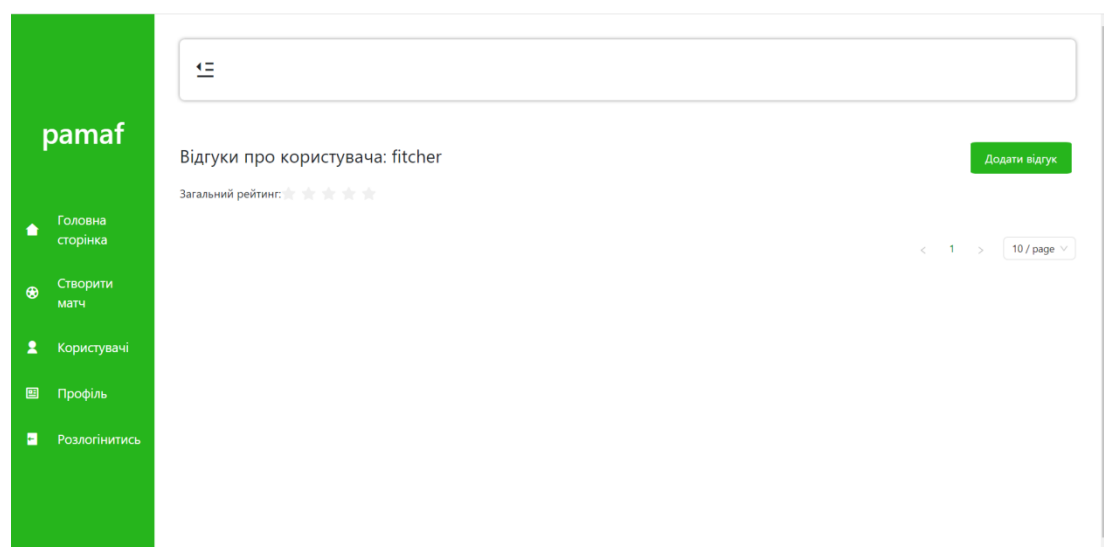 pamaf
Головна
сторінка
Створити
матч
Користувачі
Профіль
Розлогінитись
Відгуки про користувача: fitcher
Додати відгук
Загальний рейтинг:
< 1 > 10 / page